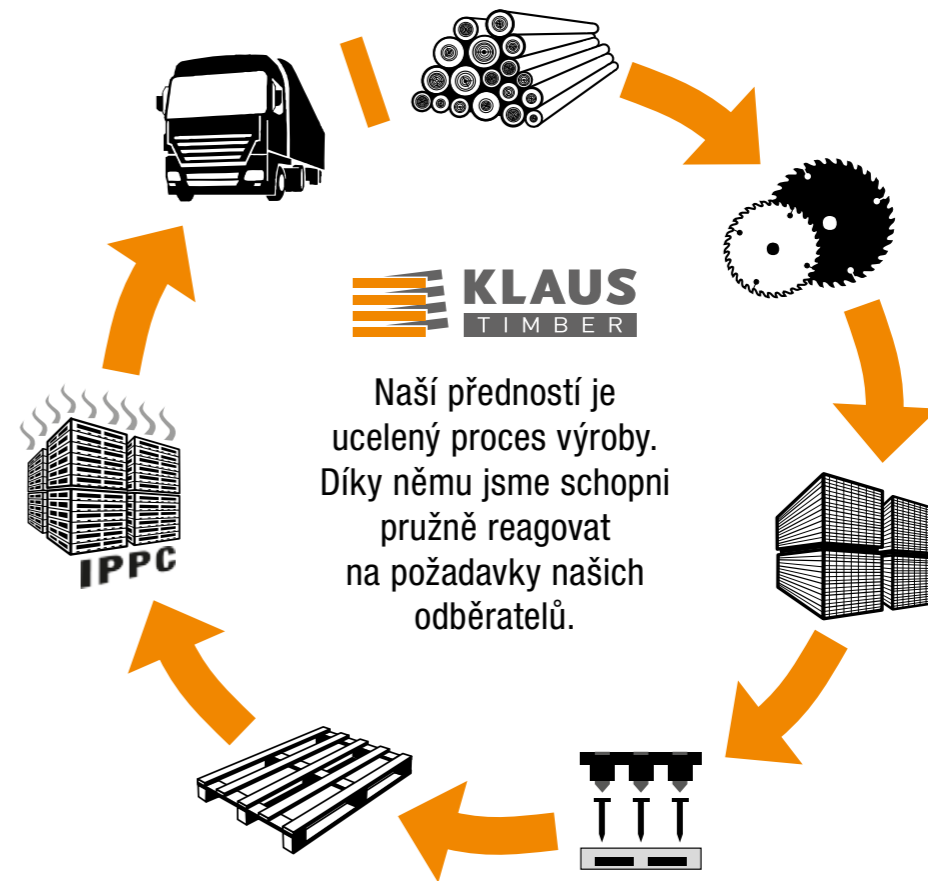 KLAUS
TIMBER
Naší předností je
ucelený proces výroby.
Díky němu jsme schopni
pružně reagovat
na požadavky našich
odběratelů.
IPPC